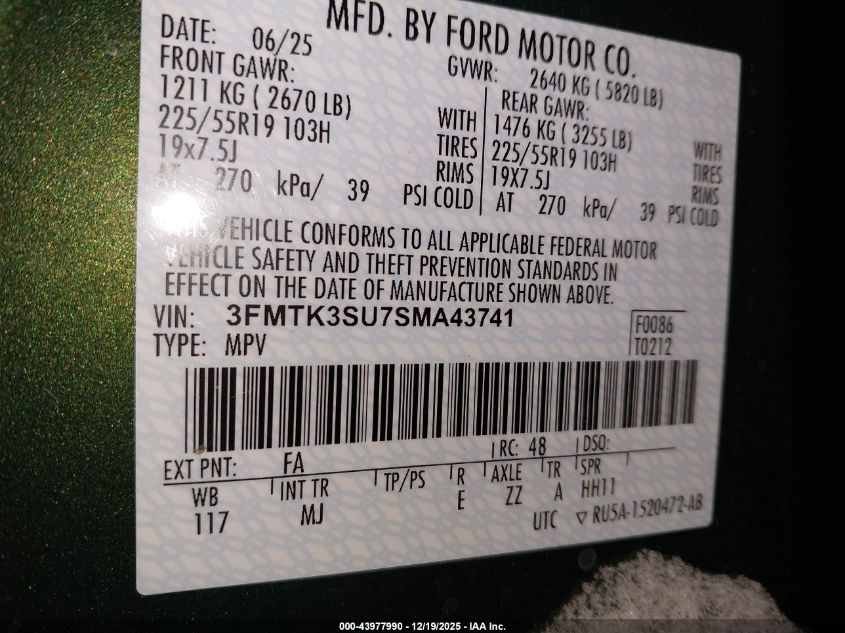 MFD. BY FORD MOTOR CO.
DATE: 06/25
GVWR: 2640 KG ( 5820 LB)
FRONT GAWR:
1211 KG ( 2670 LB)
WITH
225/55R19 103H
TIRES
19x7.5J
RIMS
AT 270 kPa/ 39 PSI COLD
REAR GAWR:
1476 KG ( 3255 LB)
WITH
225/55R19 103H
TIRES
19X7.5J
RIMS
AT 270 kPa/ 39 PSI COLD
THIS VEHICLE CONFORMS TO ALL APPLICABLE FEDERAL MOTOR
VEHICLE SAFETY AND THEFT PREVENTION STANDARDS IN
EFFECT ON THE DATE OF MANUFACTURE SHOWN ABOVE.
VIN: 3FMTK3SU7SMA43741
F0086
TYPE: MPV
T0212
EXT PNT: FA RC: 48 DSQ:
WB INT TR TP/PS R AXLE TR SPR
117 MJ E ZZ A HH11
UTC ▽ RU5A-1520472-AB
000-43977990 - 12/19/2025 - IAA Inc.